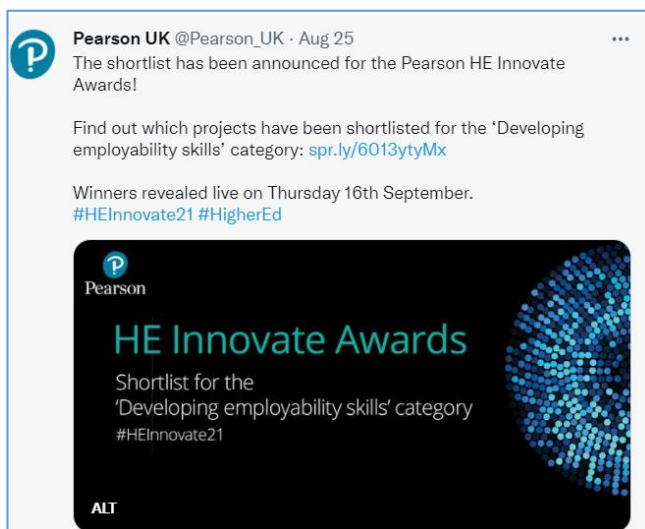 Pearson UK @Pearson_UK · Aug 25
The shortlist has been announced for the Pearson HE Innovate
Awards!
Find out which projects have been shortlisted for the ‘Developing
employability skills’ category: spr.ly/6013ytyMx
Winners revealed live on Thursday 16th September.
#HEInnovate21 #HigherEd
Pearson
HE Innovate Awards
Shortlist for the
‘Developing employability skills’ category
#HEInnovate21
ALT